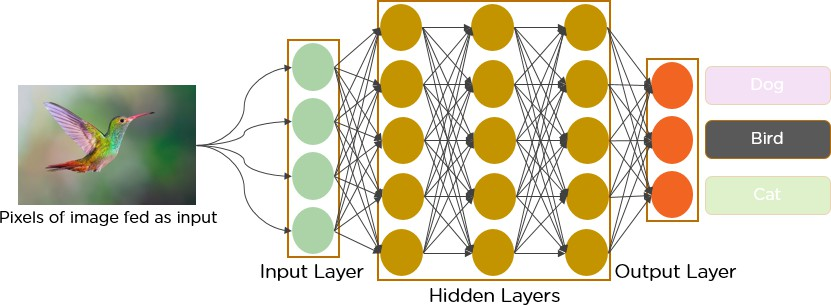 Dog
Bird
Cat
Pixels of image fed as input
Input Layer
Output Layer
Hidden Layers